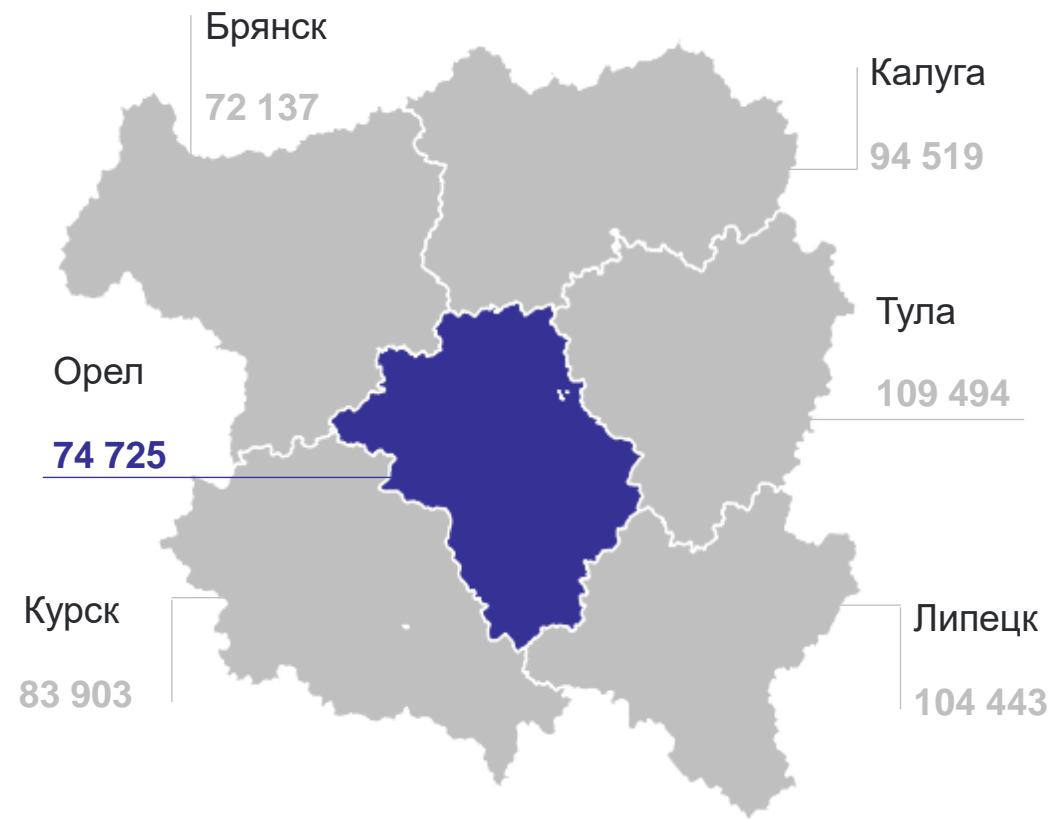 Брянск
72 137
Калуга
94 519
Тула
109 494
Орел
74 725
Курск
83 903
Липецк
104 443